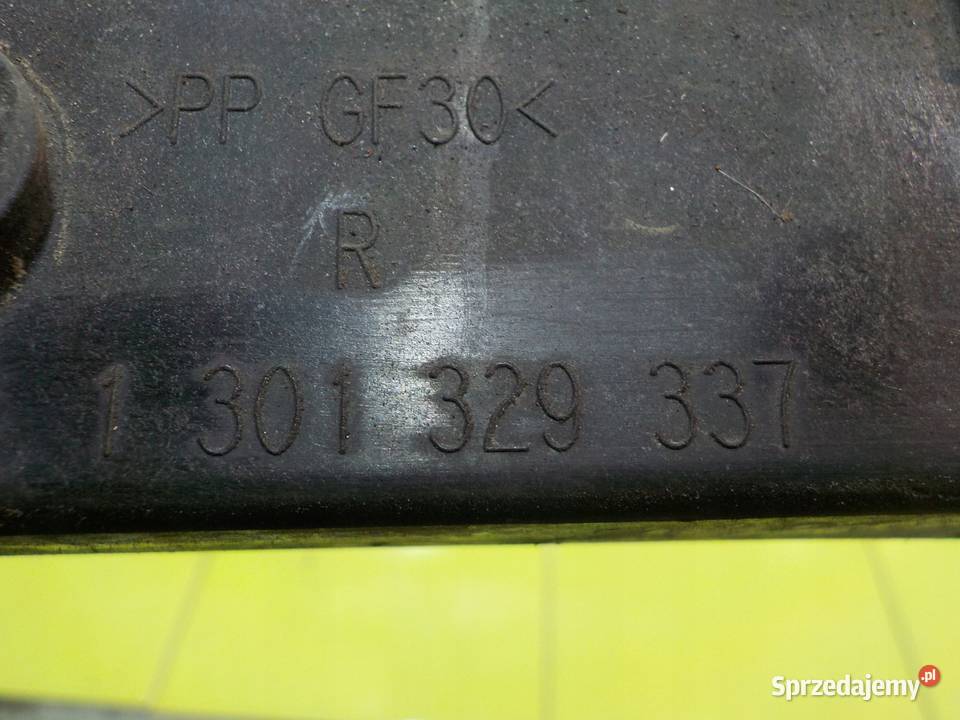 >PP GF30<
R
1 301 329 337
Sprzedajemy.pl